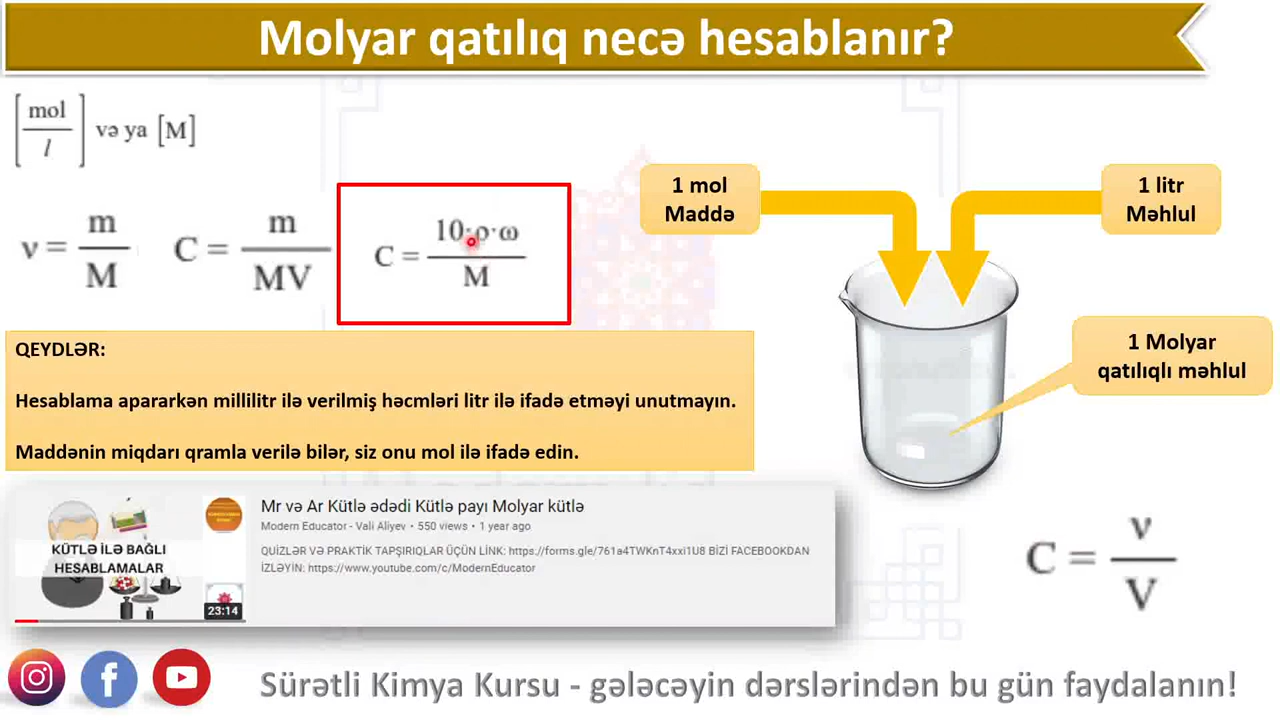 Molyar qatılıq necə hesablanır?
[mol/l] və ya [M]
ν = m/M
C = m/MV
C = 10·ρ·ω/M
1 mol
Maddə
1 litr
Məhlul
1 Molyar
qatılıqlı məhlul
QEYDLƏR:
Hesablama apararkən millilitr ilə verilmiş həcmləri litr ilə ifadə etməyi unutmayın.
Maddənin miqdarı qramla verilə bilər, siz onu mol ilə ifadə edin.
KÜTLƏ İLƏ BAĞLI
HESABLAMALAR
23:14
Mr və Ar Kütlə ədədi Kütlə payı Molyar kütlə
Modern Educator - Vali Aliyev • 550 views • 1 year ago
QUİZLƏR VƏ PRAKTİK TAPŞIRIQLAR ÜÇÜN LİNK: https://forms.gle/761a4TWKnT4xxi1U8 BİZİ FACEBOOKDAN
İZLƏYİN: https://www.youtube.com/c/ModernEducator
C = ν/V
Sürətli Kimya Kursu - gələcəyin dərslərindən bu gün faydalanın!